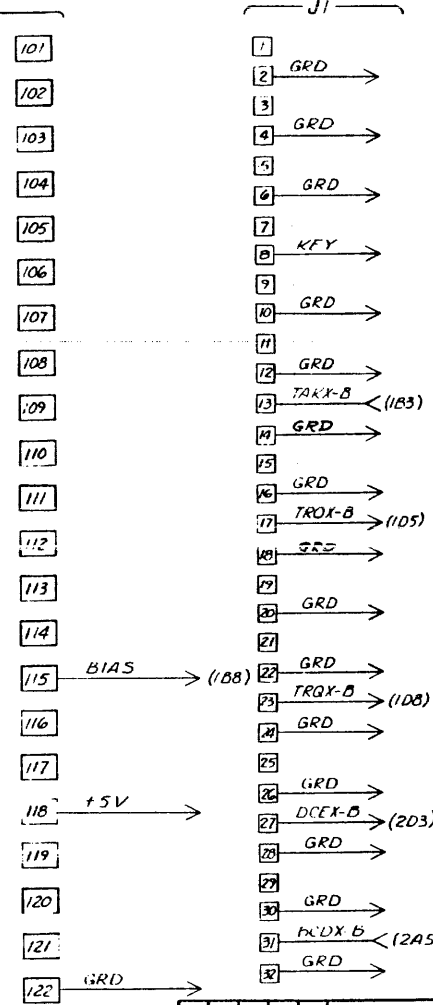 J1
101
102
103
104
105
106
107
108
109
110
111
112
113
114
115 BIAS (1B8)
116
117
118 +5V
119
120
121
122 GRD
1
2 GRD
3
4 GRD
5
6 GRD
7
8 KEY
9
10 GRD
11
12 GRD
13 TAKX-B (1B3)
14 GRD
15
16 GRD
17 TROX-B (1D5)
18 GRD
19
20 GRD
21
22 GRD
23 TRQX-B (1D8)
24 GRD
25
26 GRD
27 DCEX-B (2D3)
28 GRD
29
30 GRD
31 (2A5
32 GRD